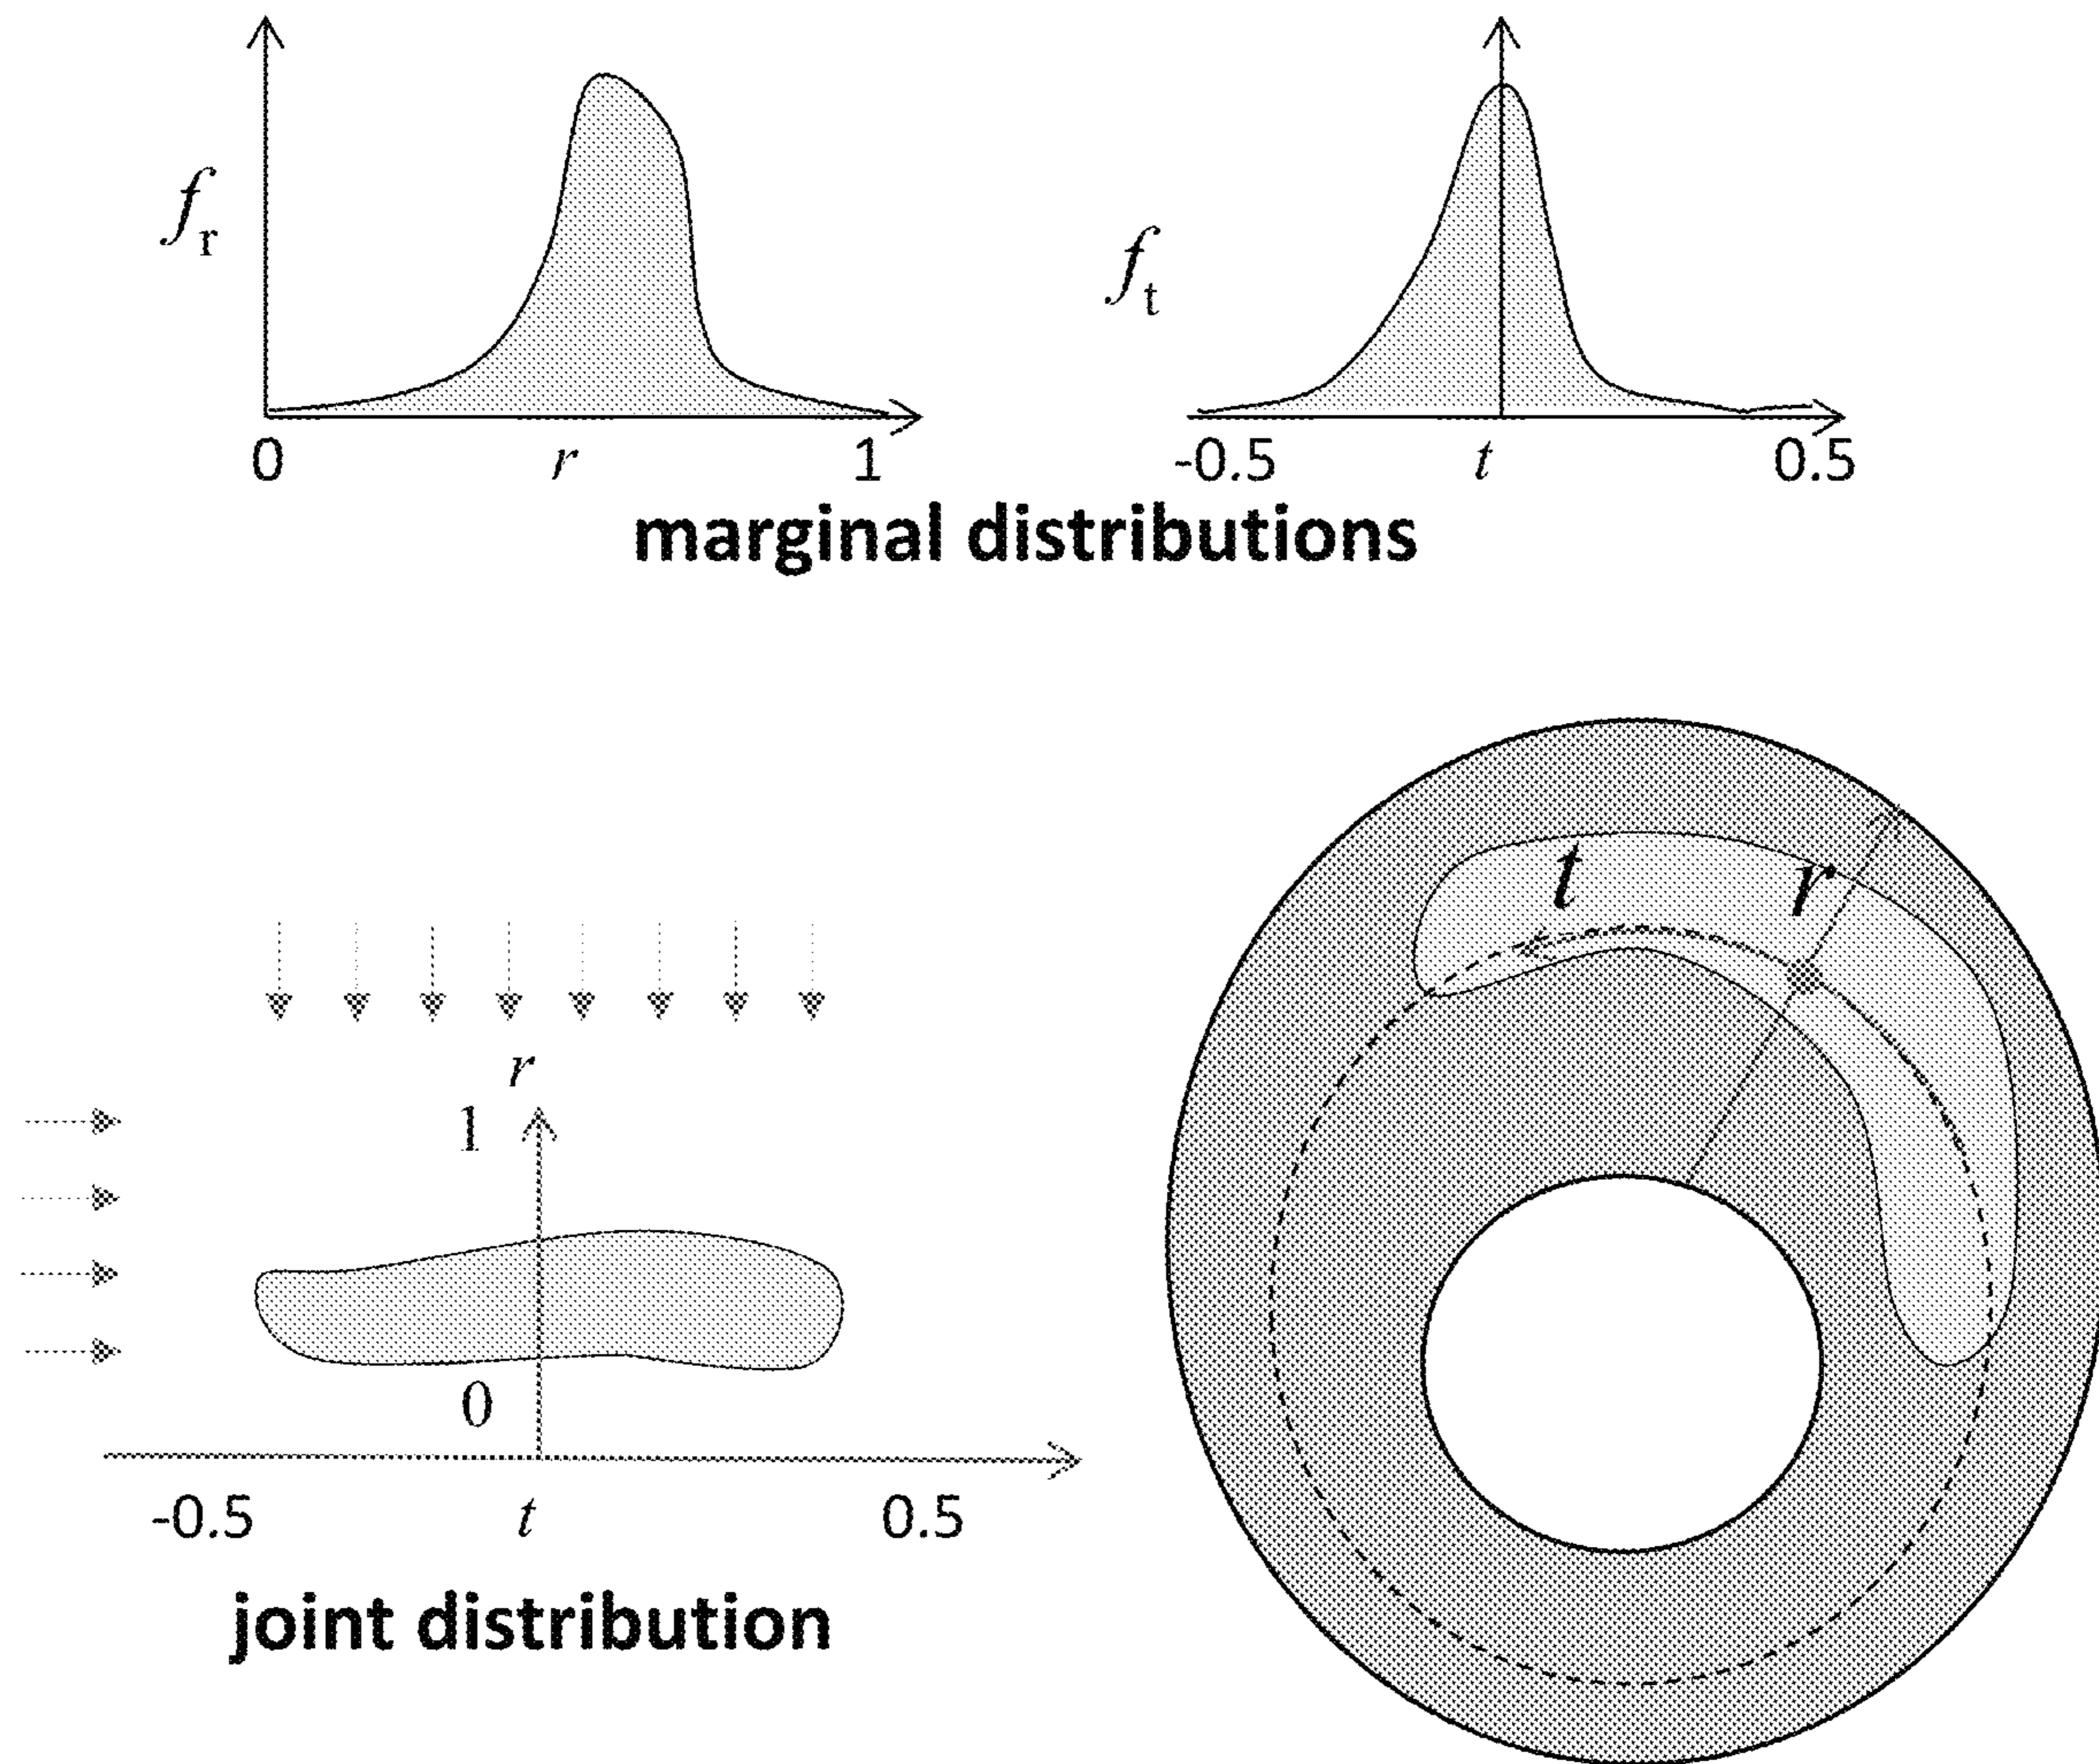 f_r
f_t
0 r 1
-0.5 t 0.5
marginal distributions
t
r
r
1
0
-0.5 t 0.5
joint distribution